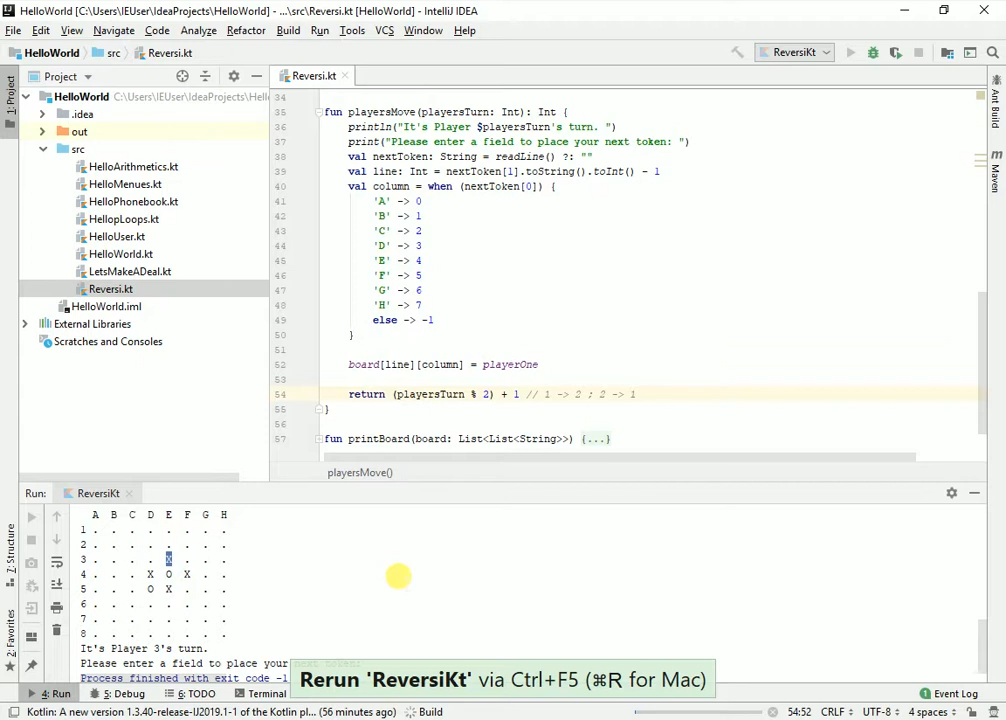 HelloWorld [C:\Users\IEUser\IdeaProjects\HelloWorld] - ...\src\Reversi.kt [HelloWorld] - IntelliJ IDEA
File Edit View Navigate Code Analyze Refactor Build Run Tools VCS Window Help
HelloWorld src Reversi.kt ReversiKt
Project Reversi.kt
1: Project
Ant Build
Maven
HelloWorld C:\Users\IEUser\IdeaProjects\Hell
.idea
out
src
HelloArithmetics.kt
HelloMenues.kt
HelloPhonebook.kt
HellopLoops.kt
HelloUser.kt
HelloWorld.kt
LetsMakeADeal.kt
Reversi.kt
HelloWorld.iml
External Libraries
Scratches and Consoles
34
35 fun playersMove(playersTurn: Int): Int {
36 println("It's Player $playersTurn's turn. ")
37 print("Please enter a field to place your next token: ")
38 val nextToken: String = readLine() ?: ""
39 val line: Int = nextToken[1].toString().toInt() - 1
40 val column = when (nextToken[0]) {
41 'A' -> 0
42 'B' -> 1
43 'C' -> 2
44 'D' -> 3
45 'E' -> 4
46 'F' -> 5
47 'G' -> 6
48 'H' -> 7
49 else -> -1
50 }
51
52 board[line][column] = playerOne
53
54 return (playersTurn % 2) + 1 // 1 -> 2 ; 2 -> 1
55 }
56
57 fun printBoard(board: List<List<String>>) {...}
playersMove()
Run: ReversiKt
A B C D E F G H
1 . . . . . . . .
2 . . . . . . . .
3 . . . . X . . .
4 . . . X O X . .
5 . . . O X . . .
6 . . . . . . . .
7 . . . . . . . .
8 . . . . . . . .
It's Player 3's turn.
Please enter a field to place your next token:
Process finished with exit code -1
Rerun 'ReversiKt' via Ctrl+F5 (⌘R for Mac)
7: Structure
2: Favorites
4: Run 5: Debug 6: TODO Terminal Event Log
Kotlin: A new version 1.3.40-release-IJ2019.1-1 of the Kotlin pl... (56 minutes ago) Build 54:52 CRLF UTF-8 4 spaces